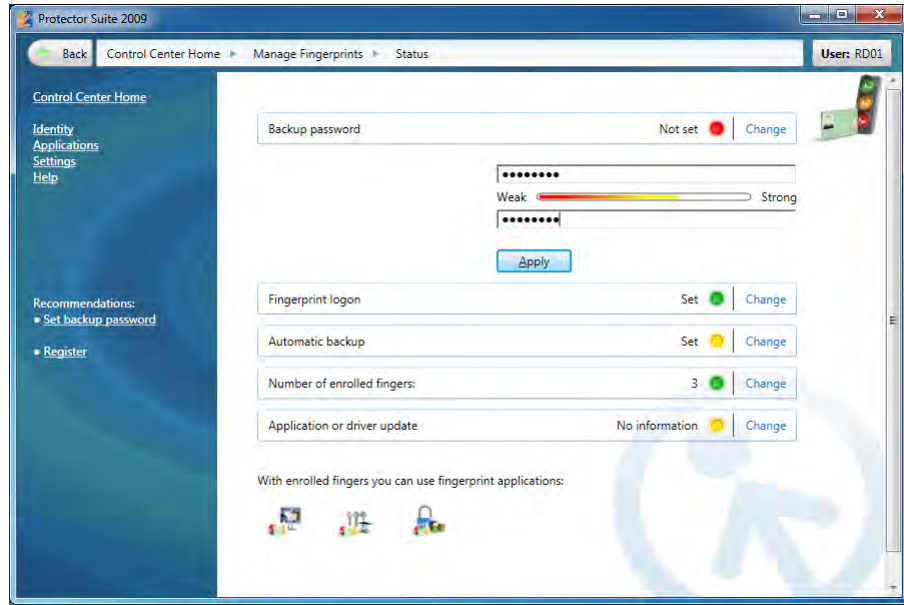 Protector Suite 2009
Back Control Center Home Manage Fingerprints Status User: RD01
Control Center Home
Identity
Applications
Settings
Help
Recommendations:
• Set backup password
• Register
Backup password Not set Change
••••••••
Weak Strong
••••••••
Apply
Fingerprint logon Set Change
Automatic backup Set Change
Number of enrolled fingers: 3 Change
Application or driver update No information Change
With enrolled fingers you can use fingerprint applications: